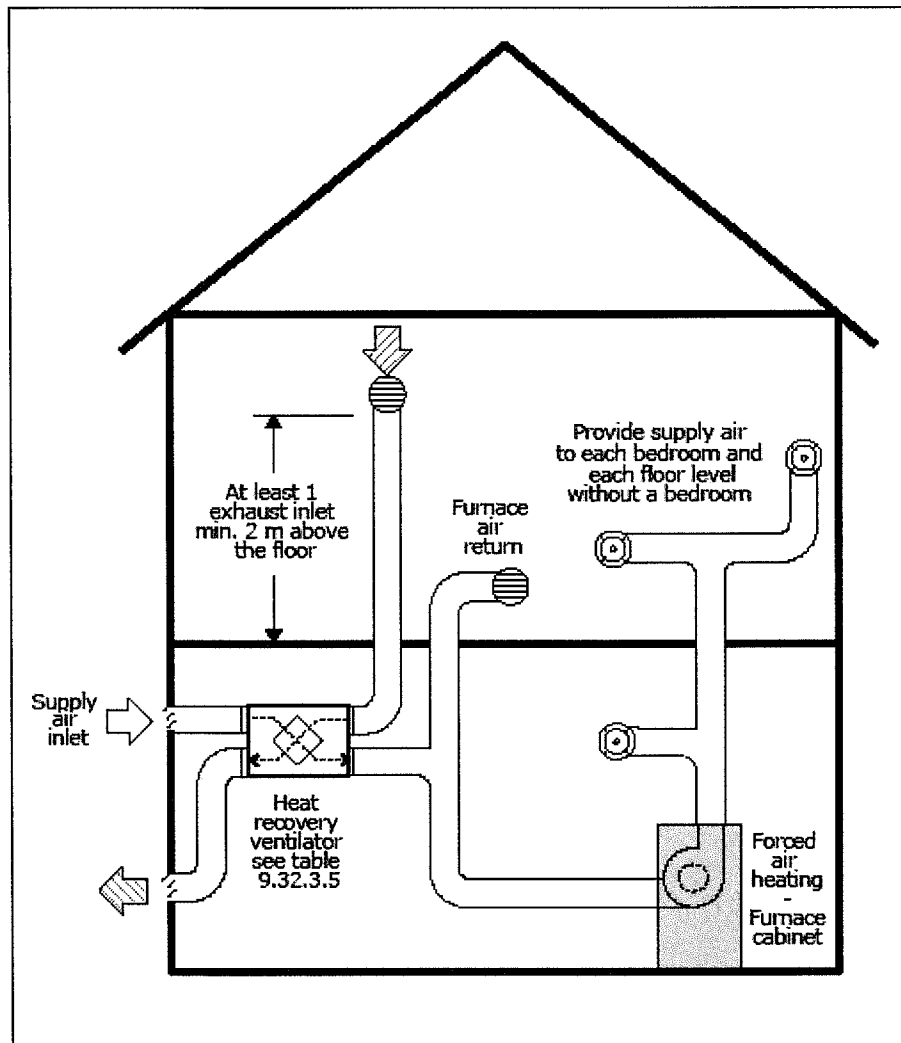 At least 1
exhaust inlet
min. 2 m above
the floor
Furnace
air
return
Provide supply air
to each bedroom and
each floor level
without a bedroom
Supply
air
inlet
Heat
recovery
ventilator
see table
9.32.3.5
Forced
air
heating
-
Furnace
cabinet